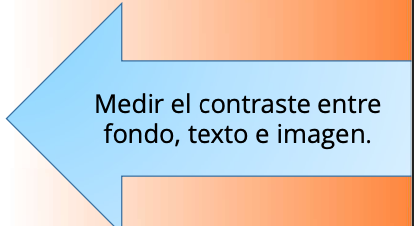 Medir el contraste entre
fondo, texto e imagen.